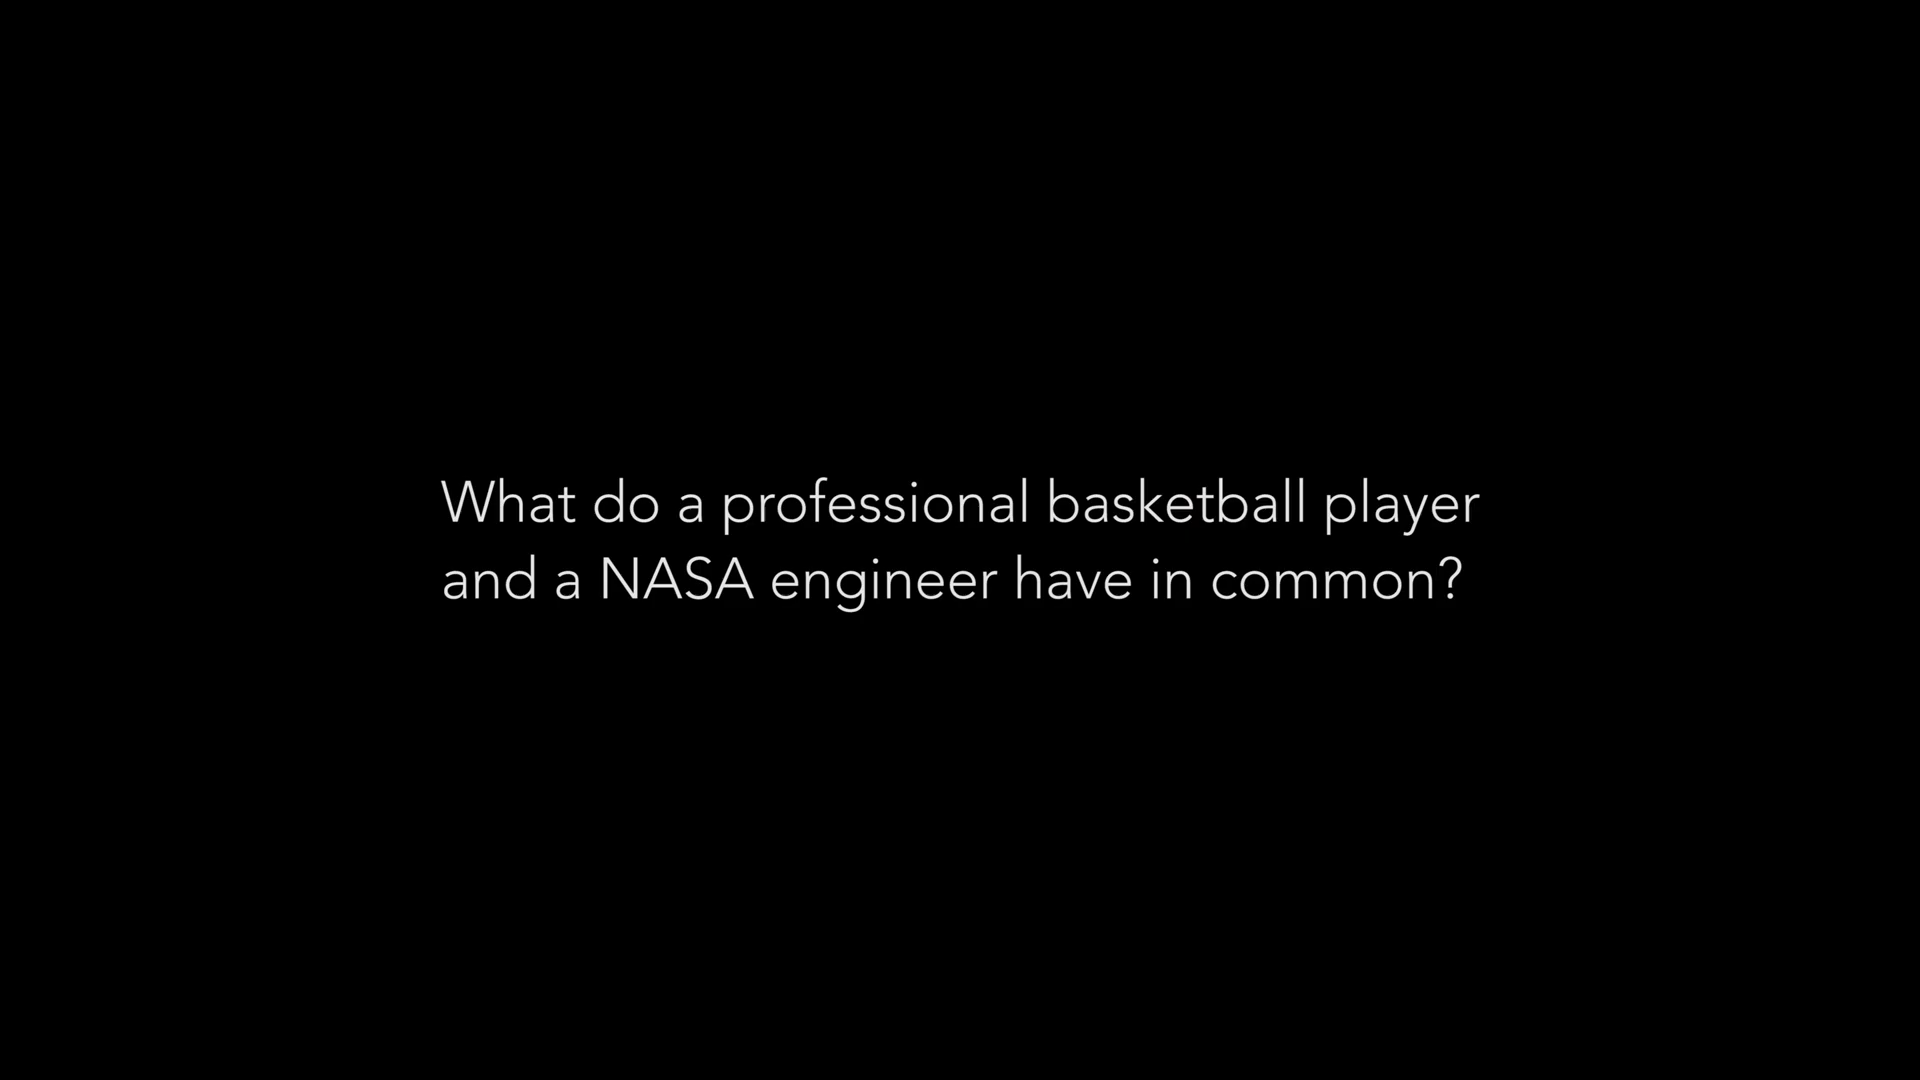 What do a professional basketball player
and a NASA engineer have in common?